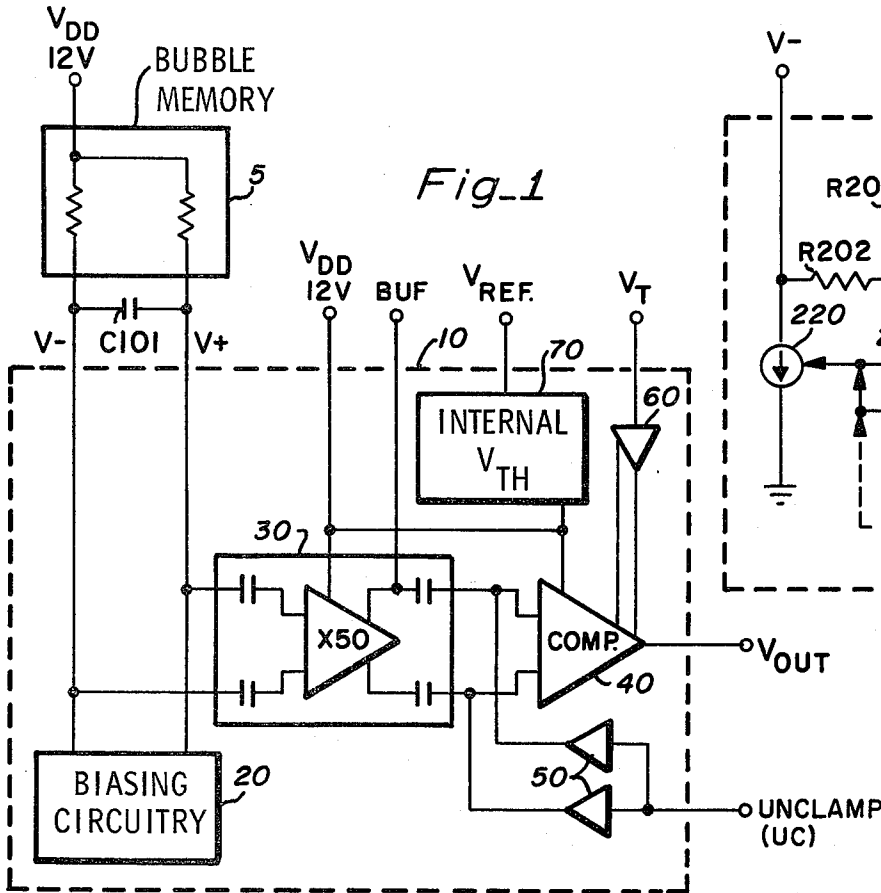 V_DD
12V
BUBBLE
MEMORY
5
Fig_1
V_DD
12V
BUF
V_REF.
V_T
V-
C101
V+
10
70
INTERNAL
V_TH
60
30
X50
COMP.
40
V_OUT
BIASING
CIRCUITRY
20
50
UNCLAMP
(UC)
V-
R20
R202
220